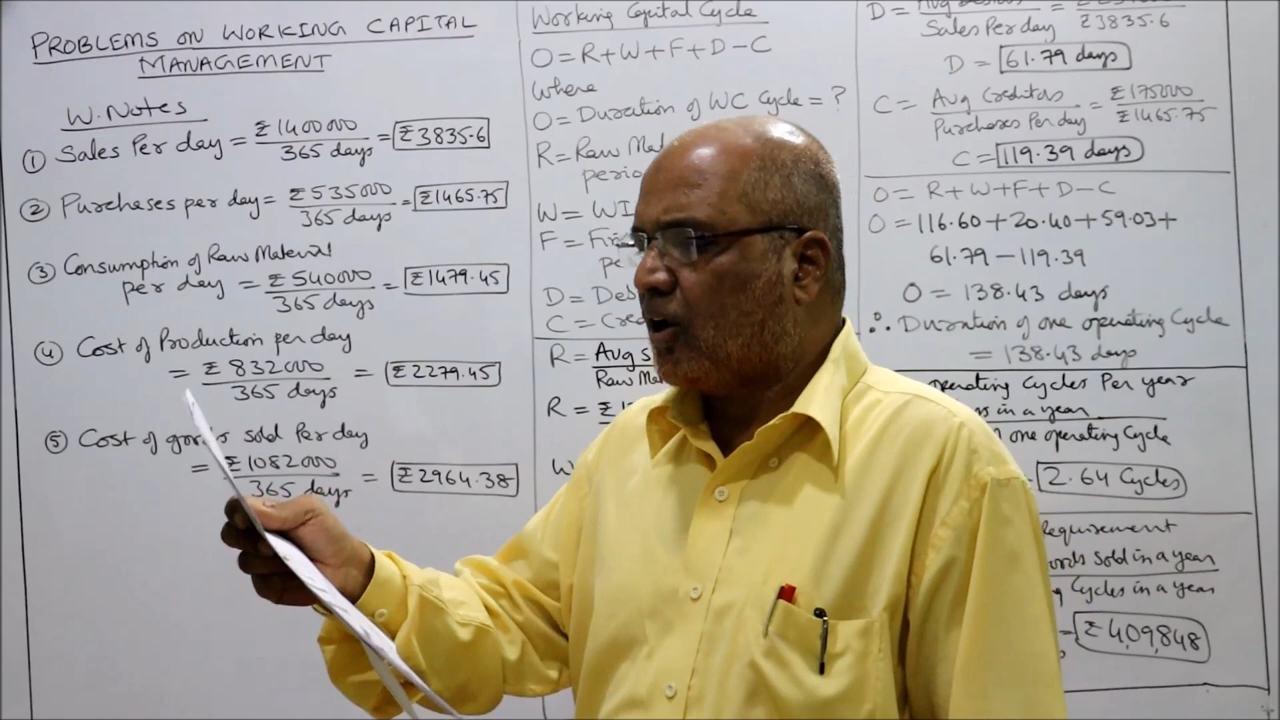 PROBLEMS ON WORKING CAPITAL
MANAGEMENT
W. Notes
① Sales Per day = ₹1400000 / 365 days = ₹3835.6
② Purchases per day = ₹535000 / 365 days = ₹1465.75
③ Consumption of Raw Material
per day = ₹540000 / 365 days = ₹1479.45
④ Cost of Production per day
= ₹832000 / 365 days = ₹2279.45
⑤ Cost of goods sold Per day
= ₹1082000 / 365 days = ₹2964.38
Working Capital Cycle
O = R+W+F+D-C
Where
O = Duration of WC Cycle = ?
R = Raw Mat
perio
W = WI
F =
pe
D = Deb
C = Cre
R = Avg s
Raw Ma
R =
W
D =
Sales Per day
₹3835.6
D = 61.79 days
C = Avg Creditors / Purchases Per day = ₹175000 / ₹1465.75
C = 119.39 days
O = R+W+F+D-C
O = 116.60+20.40+59.03+
61.79-119.39
O = 138.43 days
∴ Duration of one operating Cycle
= 138.43 days
perating Cycles Per year
s in a year
one operating Cycle
2.64 Cycles
Requirement
oods sold in a year
g Cycles in a year
= ₹4,09,848